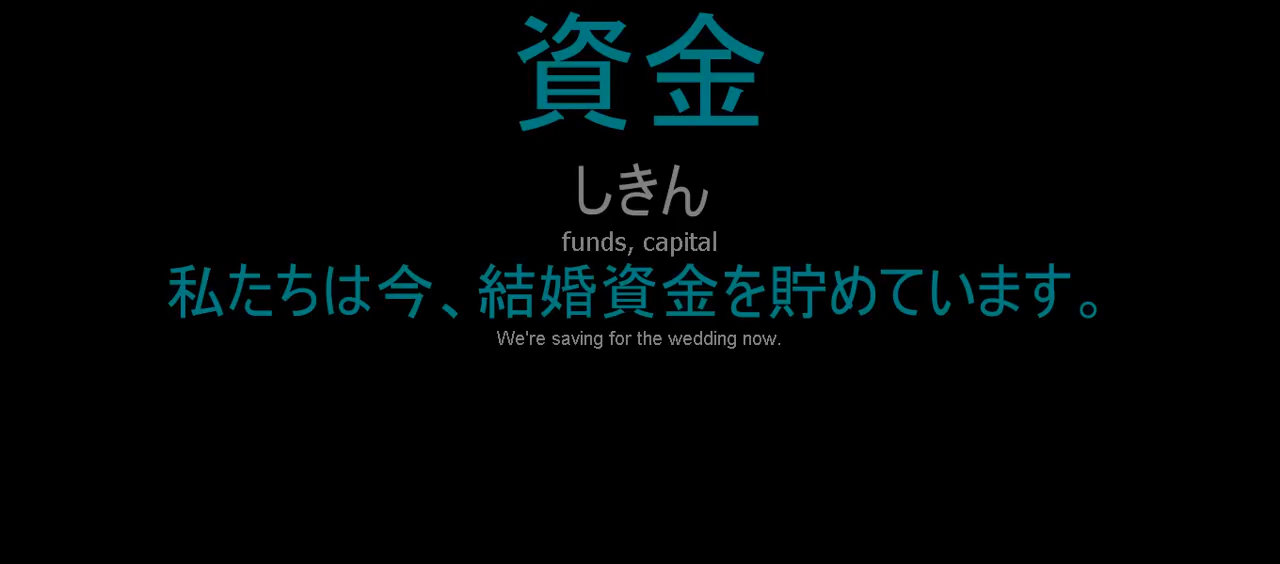 資金
しきん
funds, capital
私たちは今、結婚資金を貯めています。
We're saving for the wedding now.